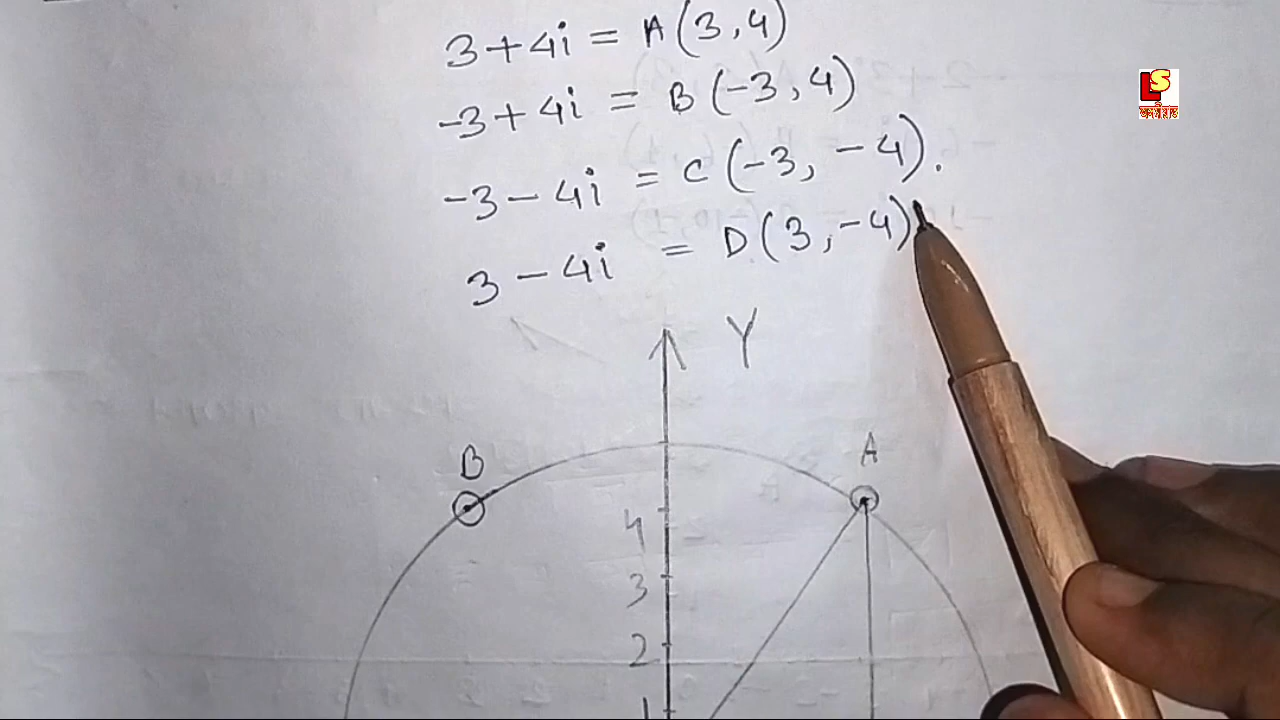 3+4i = A(3,4)
LS
-3+4i = B(-3,4)
-3-4i = C(-3,-4).
3-4i = D(3,-4)
Y
B
A
4
3
2
1